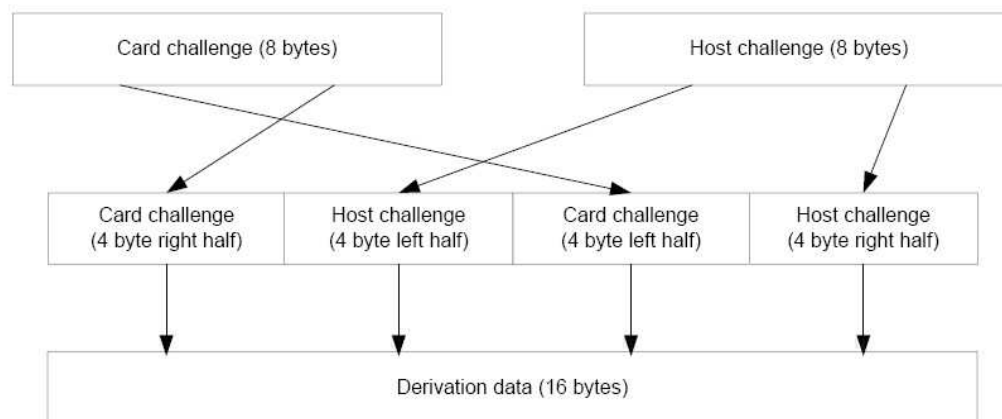 Card challenge (8 bytes)
Host challenge (8 bytes)
Card challenge
(4 byte right half)
Host challenge
(4 byte left half)
Card challenge
(4 byte left half)
Host challenge
(4 byte right half)
Derivation data (16 bytes)